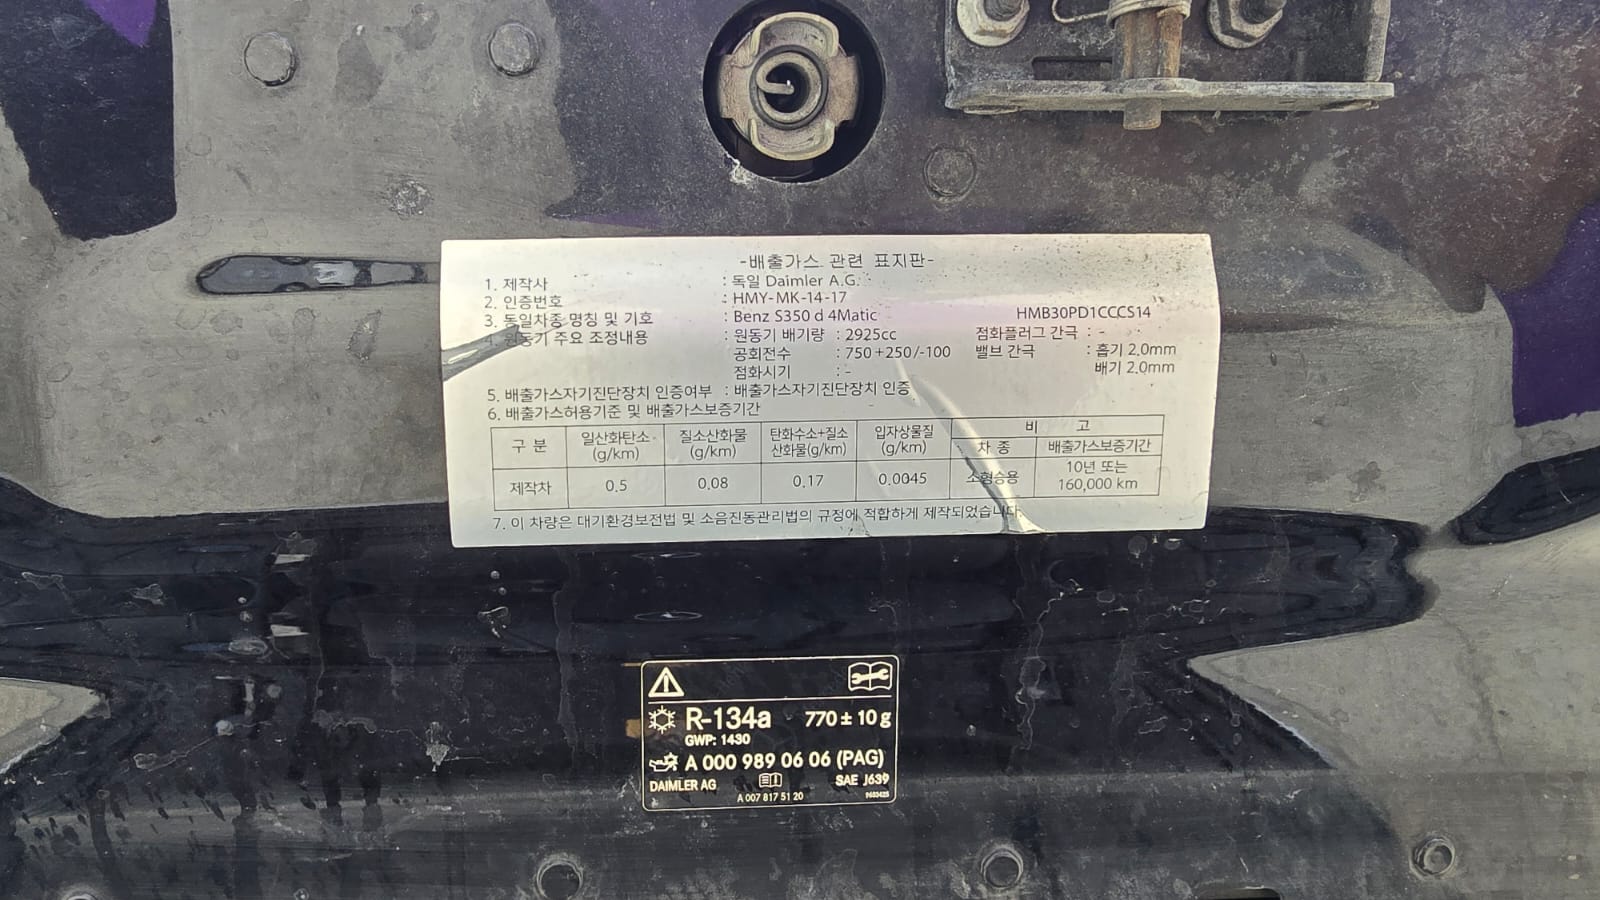 -배출가스 관련 표지판-
1. 제작사 : 독일 Daimler A.G.
2. 인증번호 : HMY-MK-14-17
3. 동일차종 명칭 및 기호 : Benz S350 d 4Matic HMB30PD1CCCS14
4. 원동기 주요 조정내용 : 원동기 배기량 : 2925cc 점화플러그 간극 : -
공회전수 : 750 +250/-100 밸브 간극 : 흡기 2.0mm
점화시기 : - 배기 2.0mm
5. 배출가스자기진단장치 인증여부 : 배출가스자기진단장치 인증
6. 배출가스허용기준 및 배출가스보증기간
구 분 일산화탄소 (g/km) 질소산화물 (g/km) 탄화수소+질소 산화물(g/km) 입자상물질 (g/km) 비 고
차 종 배출가스보증기간
제작차 0.5 0.08 0.17 0.0045 소형승용 10년 또는 160,000 km
7. 이 차량은 대기환경보전법 및 소음진동관리법의 규정에 적합하게 제작되었습니다.
R-134a 770 ± 10 g
GWP: 1430
A 000 989 06 06 (PAG)
DAIMLER AG SAE J639
A 007 817 51 20